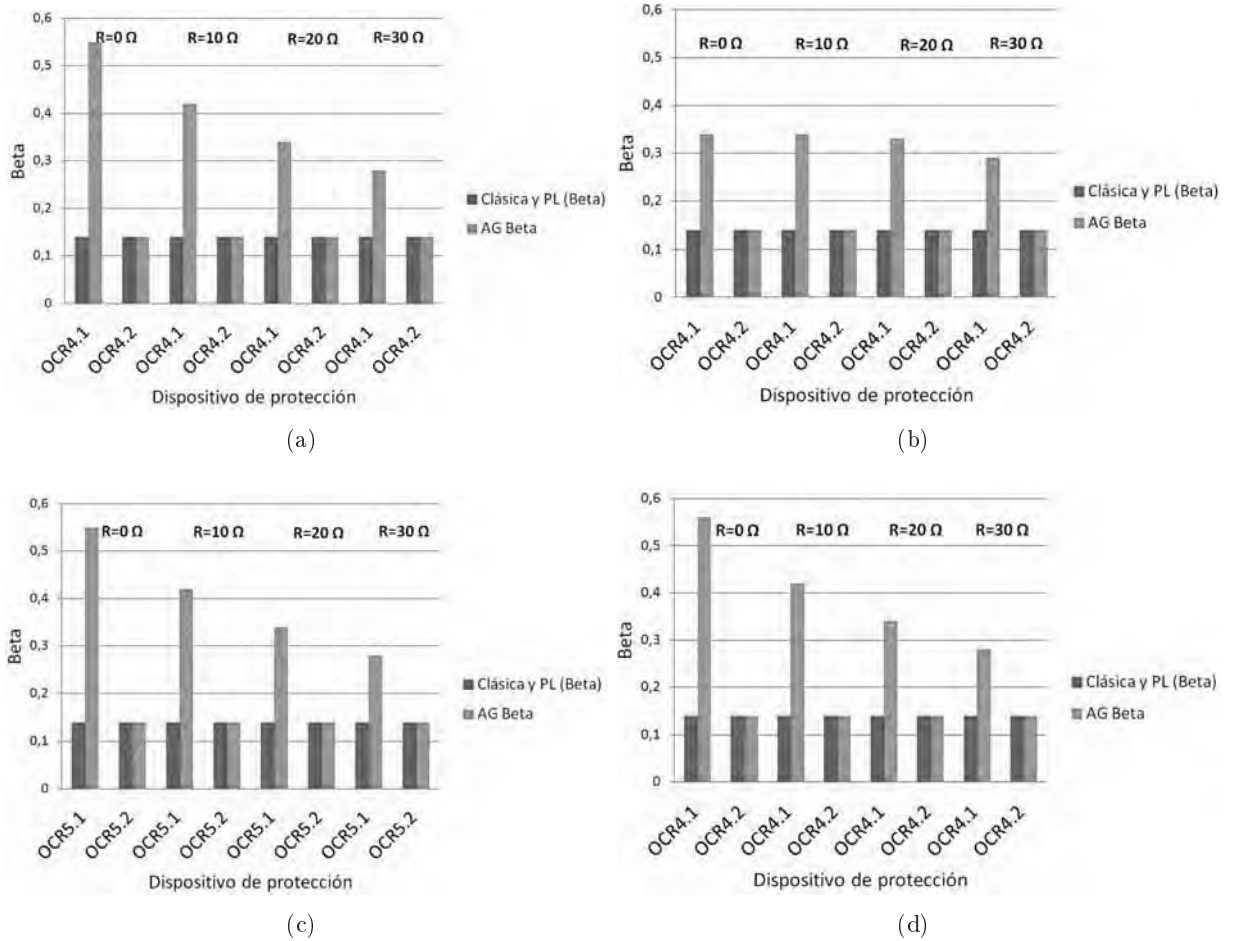 0,6
0,5
0,4
0,3
0,2
0,1
0
Beta
R=0 Ω R=10 Ω R=20 Ω R=30 Ω
OCR4.1 OCR4.2 OCR4.1 OCR4.2 OCR4.1 OCR4.2 OCR4.1 OCR4.2
Dispositivo de protección
Clásica y PL (Beta)
AG Beta
(a)
0,6
0,5
0,4
0,3
0,2
0,1
0
Beta
R=0 Ω R=10 Ω R=20 Ω R=30 Ω
OCR4.1 OCR4.2 OCR4.1 OCR4.2 OCR4.1 OCR4.2 OCR4.1 OCR4.2
Dispositivo de protección
Clásica y PL (Beta)
AG Beta
(b)
0,6
0,5
0,4
0,3
0,2
0,1
0
Beta
R=0 Ω R=10 Ω R=20 Ω R=30 Ω
OCR5.1 OCR5.2 OCR5.1 OCR5.2 OCR5.1 OCR5.2 OCR5.1 OCR5.2
Dispositivo de protección
Clásica y PL (Beta)
AG Beta
(c)
0,6
0,5
0,4
0,3
0,2
0,1
0
Beta
R=0 Ω R=10 Ω R=20 Ω R=30 Ω
OCR4.1 OCR4.2 OCR4.1 OCR4.2 OCR4.1 OCR4.2 OCR4.1 OCR4.2
Dispositivo de protección
Clásica y PL (Beta)
AG Beta
(d)